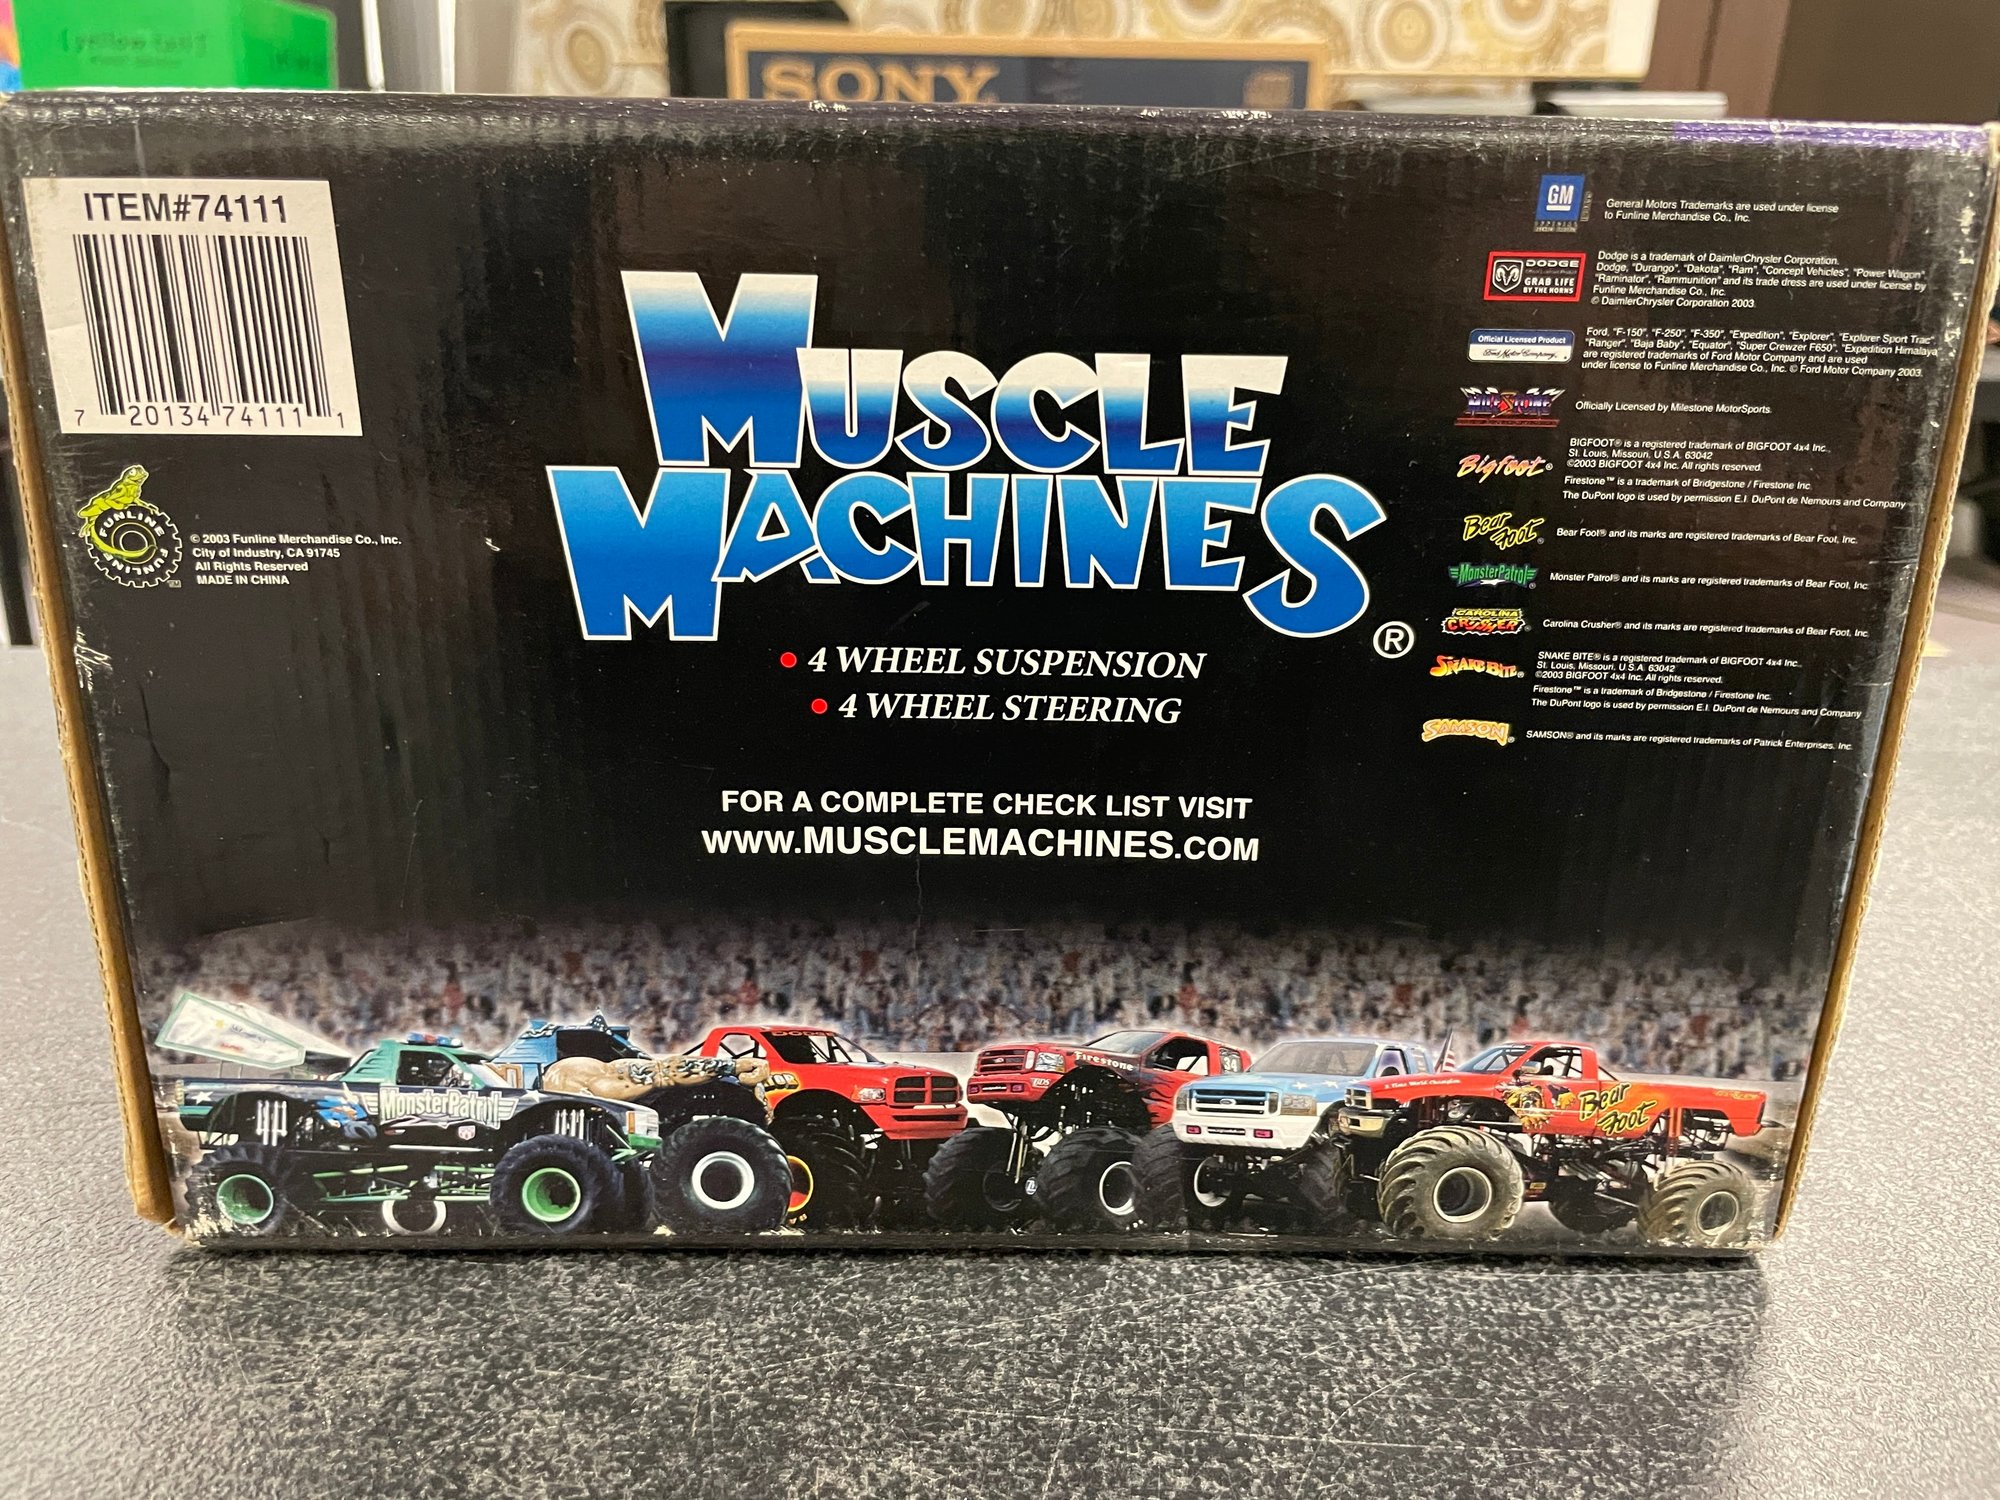 [yellow tail]
SONY
ITEM#74111
7 20134 74111 1
FUNLINE FUNLINE
© 2003 Funline Merchandise Co., Inc.
City of Industry, CA 91745
All Rights Reserved
MADE IN CHINA
MUSCLE
MACHINES®
• 4 WHEEL SUSPENSION
• 4 WHEEL STEERING
FOR A COMPLETE CHECK LIST VISIT
WWW.MUSCLEMACHINES.COM
GM
General Motors Trademarks are used under license
to Funline Merchandise Co., Inc.
DODGE
GRAB LIFE
BY THE HORNS
Dodge is a trademark of DaimlerChrysler Corporation.
Dodge, "Durango", "Dakota", "Ram", "Concept Vehicles", "Power Wagon"
"Raminator", "Rammunition" and its trade dress are used under license by
Funline Merchandise Co., Inc.
© DaimlerChrysler Corporation 2003.
Official Licensed Product
Ford Motor Company
Ford, "F-150", "F-250", "F-350", "Expedition", "Explorer", "Explorer Sport Trac",
"Ranger", "Baja Baby", "Equator", "Super Crewzer F650", "Expedition Himalaya"
are registered trademarks of Ford Motor Company and are used
under license to Funline Merchandise Co., Inc. © Ford Motor Company 2003.
MILESTONE
Officially Licensed by Milestone MotorSports.
Bigfoot®
BIGFOOT® is a registered trademark of BIGFOOT 4x4 Inc.,
St. Louis, Missouri. U.S.A. 63042
©2003 BIGFOOT 4x4 Inc. All rights reserved.
Firestone™ is a trademark of Bridgestone / Firestone Inc.
The DuPont logo is used by permission E.I. DuPont de Nemours and Company
Bear Foot®
Bear Foot® and its marks are registered trademarks of Bear Foot, Inc.
MonsterPatrol®
Monster Patrol® and its marks are registered trademarks of Bear Foot, Inc.
CAROLINA CRUSHER®
Carolina Crusher® and its marks are registered trademarks of Bear Foot, Inc.
SNAKE BITE®
SNAKE BITE® is a registered trademark of BIGFOOT 4x4 Inc.,
St. Louis, Missouri. U.S.A. 63042
©2003 BIGFOOT 4x4 Inc. All rights reserved.
Firestone™ is a trademark of Bridgestone / Firestone Inc.
The DuPont logo is used by permission E.I. DuPont de Nemours and Company
SAMSON®
SAMSON® and its marks are registered trademarks of Patrick Enterprises, Inc.
MonsterPatrol
DODGE
Firestone
34
Bear Foot